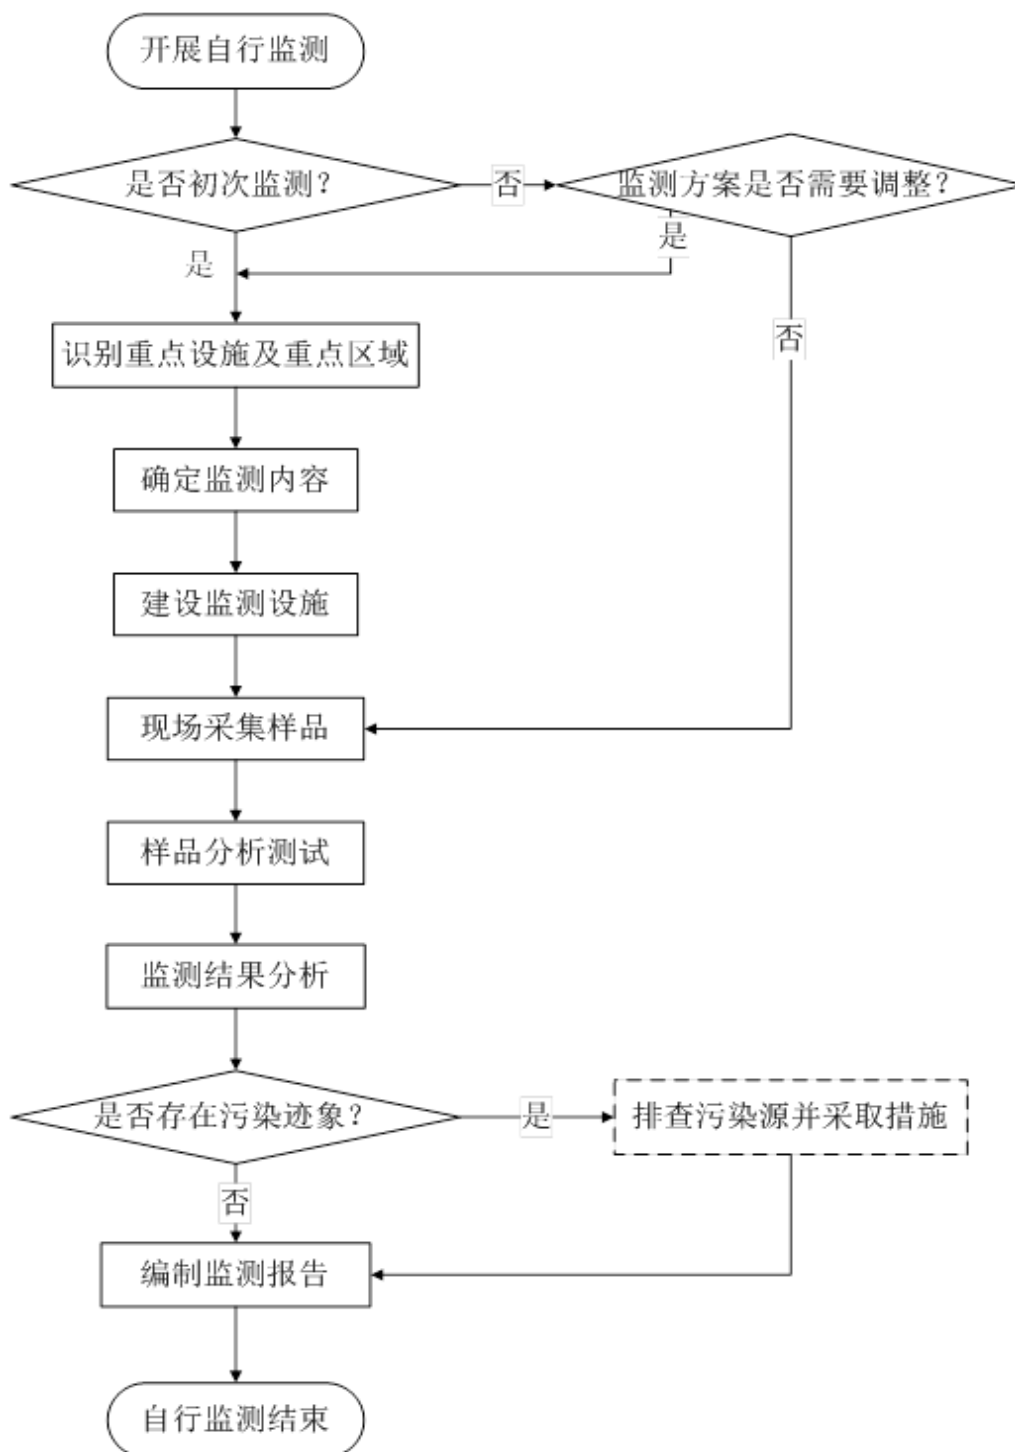 开展自行监测
是否初次监测?
否
监测方案是否需要调整?
是
是
识别重点设施及重点区域
否
确定监测内容
建设监测设施
现场采集样品
样品分析测试
监测结果分析
是否存在污染迹象?
是
排查污染源并采取措施
否
编制监测报告
自行监测结束